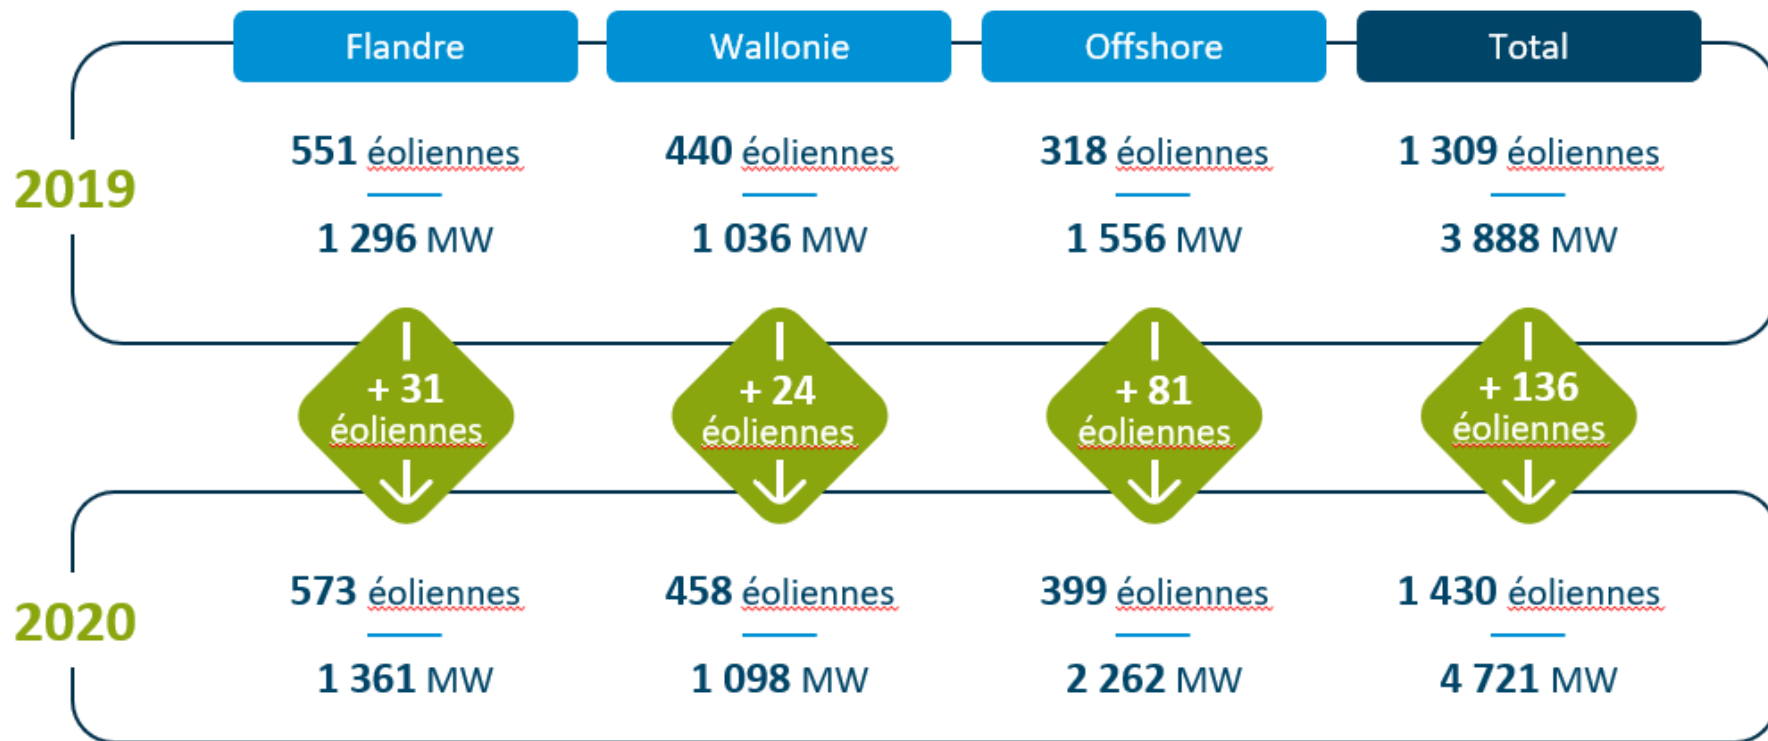 Flandre Wallonie Offshore Total
2019
551 éoliennes 440 éoliennes 318 éoliennes 1 309 éoliennes
1 296 MW 1 036 MW 1 556 MW 3 888 MW
+ 31 + 24 + 81 + 136
éoliennes éoliennes éoliennes éoliennes
2020
573 éoliennes 458 éoliennes 399 éoliennes 1 430 éoliennes
1 361 MW 1 098 MW 2 262 MW 4 721 MW